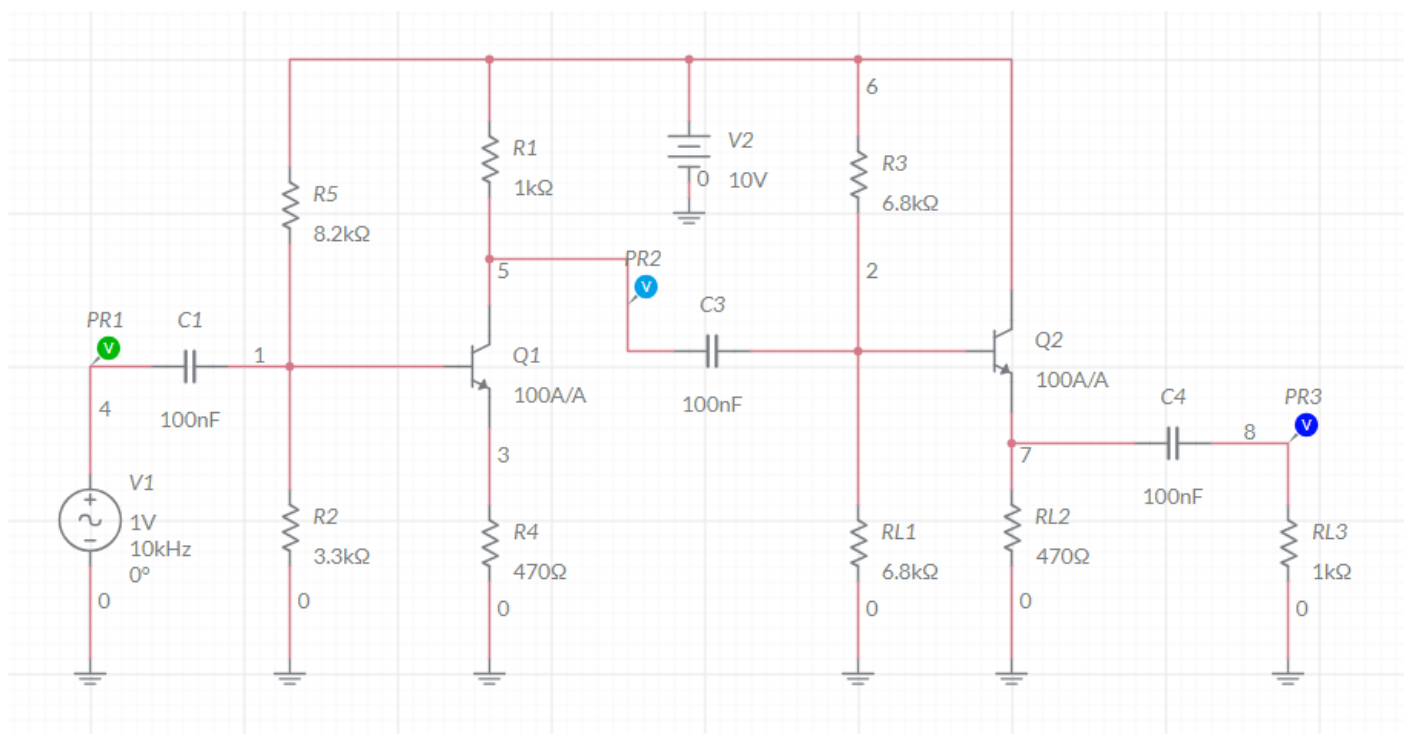 6
R1
1kΩ
V2
10V
0
R3
6.8kΩ
R5
8.2kΩ
5
PR2
V
2
C3
100nF
PR1
V
C1
1
100nF
4
Q1
100A/A
Q2
100A/A
C4
100nF
PR3
V
8
7
3
V1
1V
10kHz
0°
0
R2
3.3kΩ
0
R4
470Ω
0
RL1
6.8kΩ
0
RL2
470Ω
0
RL3
1kΩ
0